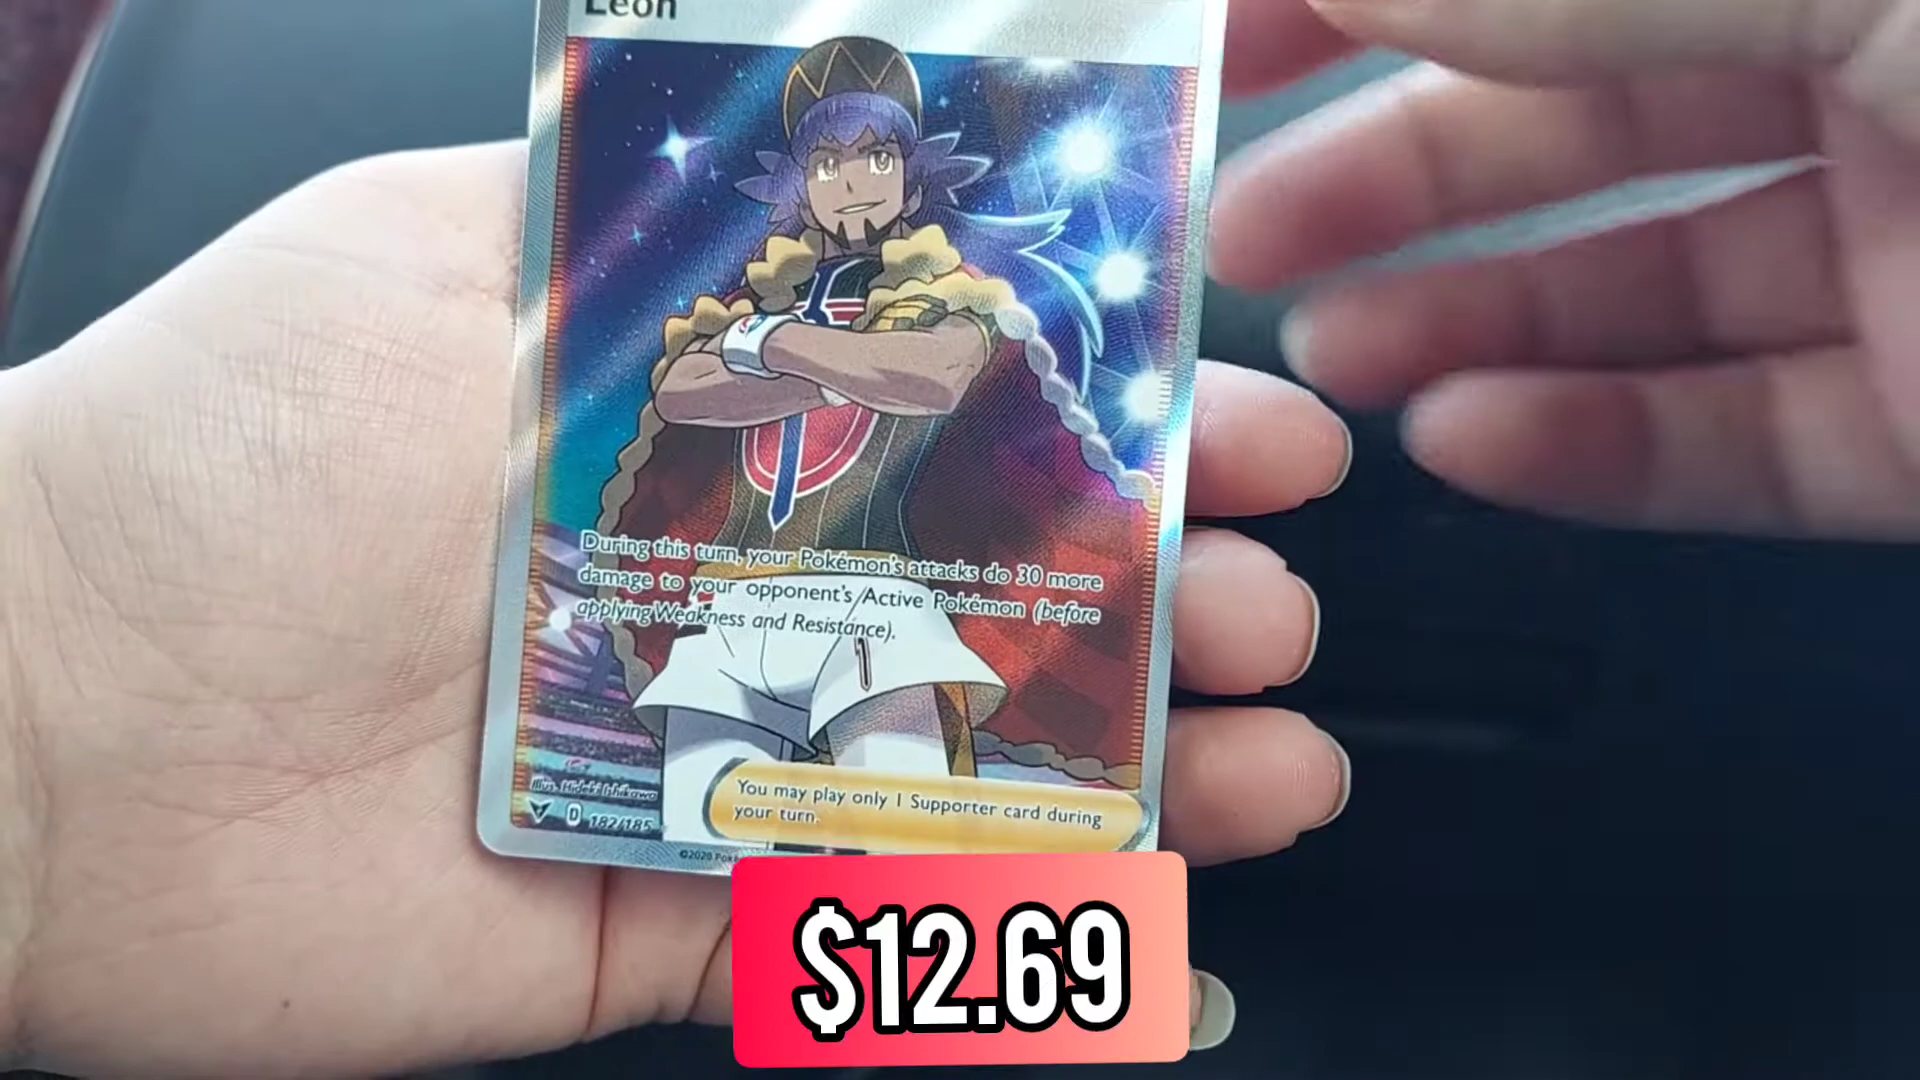 Leon
During this turn, your Pokémon's attacks do 30 more
damage to your opponent's Active Pokémon (before
applying Weakness and Resistance).
1
Illus. Hideki Ishikawa
D 182/185
You may play only 1 Supporter card during
your turn.
©2020 Poké
$12.69